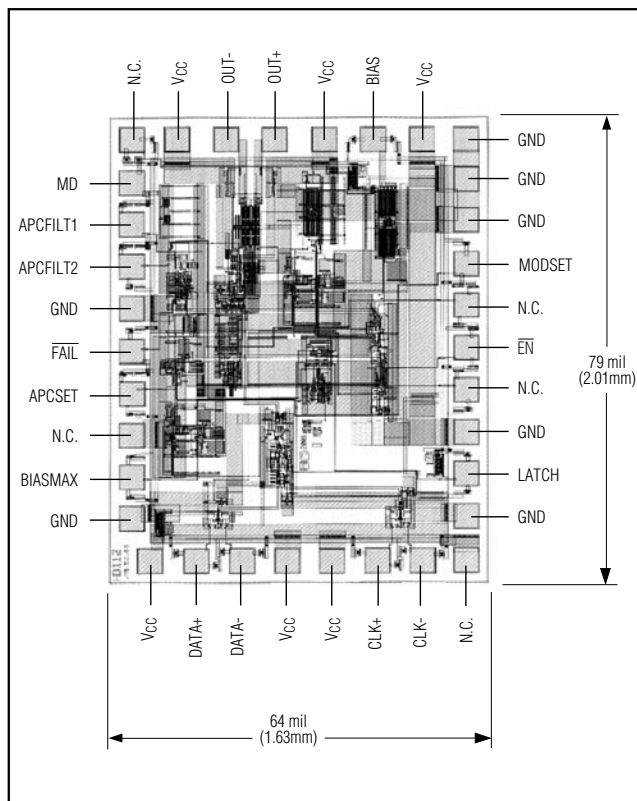 N.C.
VCC
OUT-
OUT+
VCC
BIAS
VCC
GND
MD
GND
APCFILT1
GND
APCFILT2
MODSET
GND
N.C.
FAIL
EN
APCSET
N.C.
N.C.
GND
BIASMAX
LATCH
GND
GND
79 mil
(2.01mm)
HD112
VCC
DATA+
DATA-
VCC
VCC
CLK+
CLK-
N.C.
64 mil
(1.63mm)